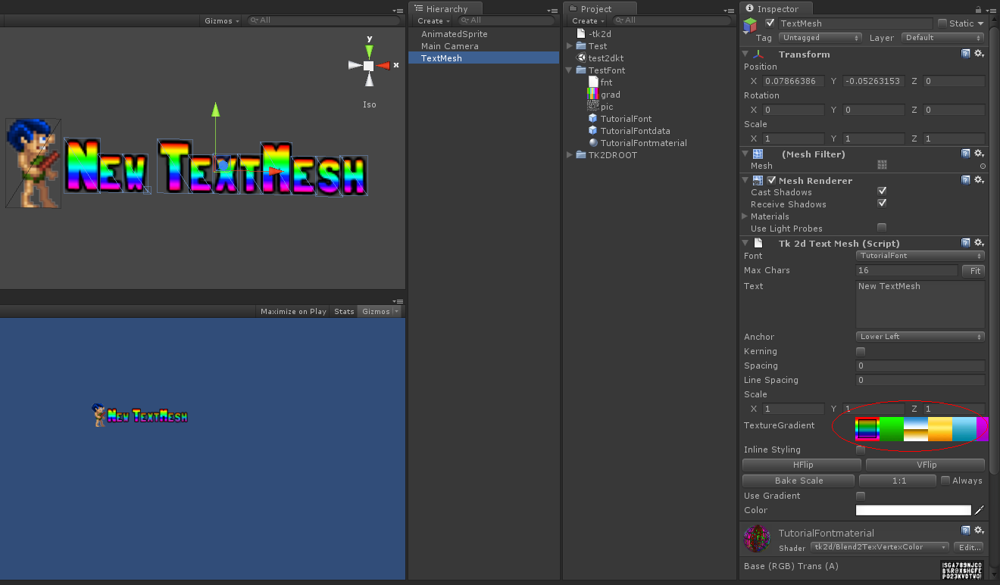 Gizmos
All
y
x
Iso
New TextMesh
Maximize on Play
Stats
Gizmos
New TextMesh
Hierarchy
Create
All
AnimatedSprite
Main Camera
TextMesh
Project
Create
All
-tk2d
Test
test2dkt
TestFont
fnt
grad
pic
TutorialFont
TutorialFontdata
TutorialFontmaterial
TK2DROOT
Inspector
TextMesh
Static
Tag Untagged Layer Default
Transform
Position
X 0.07866386 Y -0.05263153 Z 0
Rotation
X 0 Y 0 Z 0
Scale
X 1 Y 1 Z 1
(Mesh Filter)
Mesh
Mesh Renderer
Cast Shadows
Receive Shadows
Materials
Use Light Probes
Tk 2d Text Mesh (Script)
Font TutorialFont
Max Chars 16 Fit
Text New TextMesh
Anchor Lower Left
Kerning
Spacing 0
Line Spacing 0
Scale
X 1 Y 1 Z 1
TextureGradient
Inline Styling
HFlip VFlip
Bake Scale 1:1 Always
Use Gradient
Color
TutorialFontmaterial
Shader tk2d/Blend2TexVertexColor Edit...
Base (RGB) Trans (A)